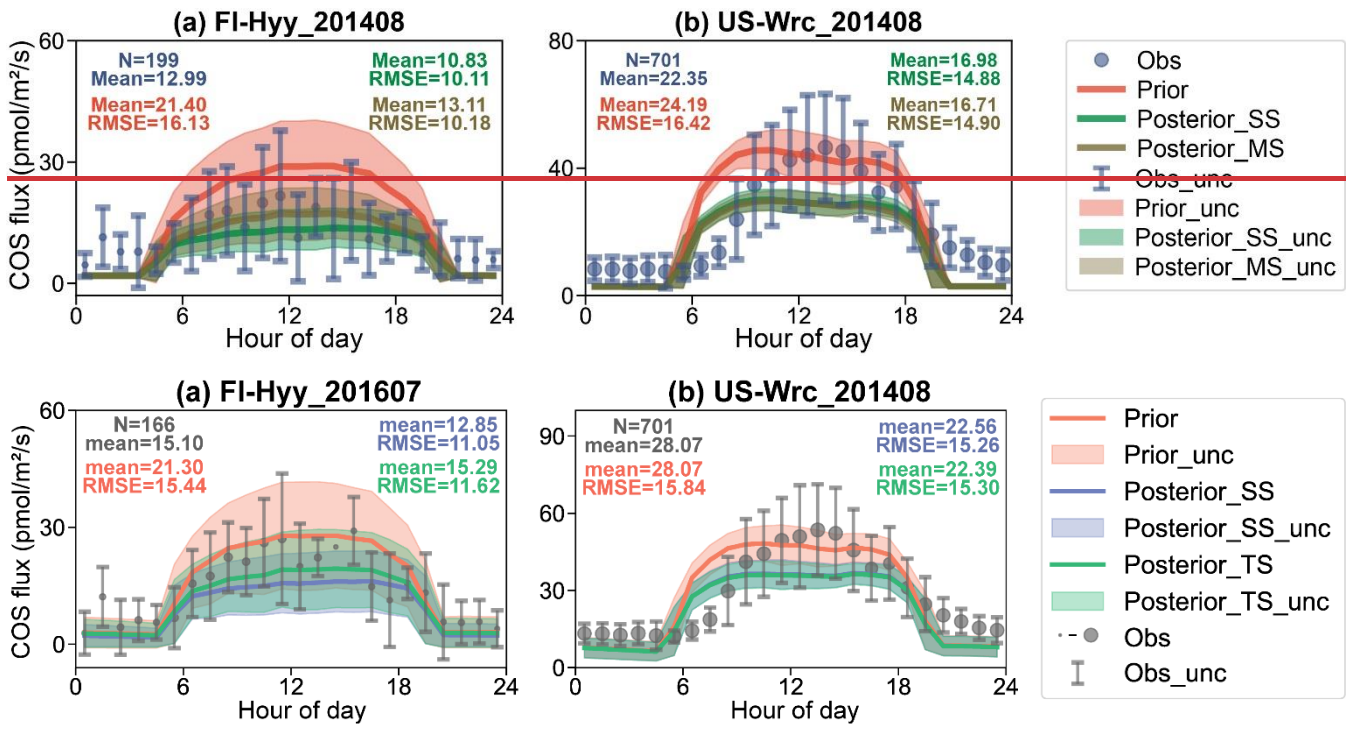 (a) FI-Hyy_201408
(b) US-Wrc_201408
COS flux (pmol/m²/s)
60
30
0
N=199
Mean=12.99
Mean=21.40
RMSE=16.13
Mean=10.83
RMSE=10.11
Mean=13.11
RMSE=10.18
0 6 12 18 24
Hour of day
80
40
0
N=701
Mean=22.35
Mean=24.19
RMSE=16.42
Mean=16.98
RMSE=14.88
Mean=16.71
RMSE=14.90
0 6 12 18 24
Hour of day
Obs
Prior
Posterior_SS
Posterior_MS
Obs_unc
Prior_unc
Posterior_SS_unc
Posterior_MS_unc
(a) FI-Hyy_201607
(b) US-Wrc_201408
COS flux (pmol/m²/s)
60
30
0
N=166
mean=15.10
mean=21.30
RMSE=15.44
mean=12.85
RMSE=11.05
mean=15.29
RMSE=11.62
0 6 12 18 24
Hour of day
90
60
30
0
N=701
mean=28.07
mean=28.07
RMSE=15.84
mean=22.56
RMSE=15.26
mean=22.39
RMSE=15.30
0 6 12 18 24
Hour of day
Prior
Prior_unc
Posterior_SS
Posterior_SS_unc
Posterior_TS
Posterior_TS_unc
Obs
Obs_unc